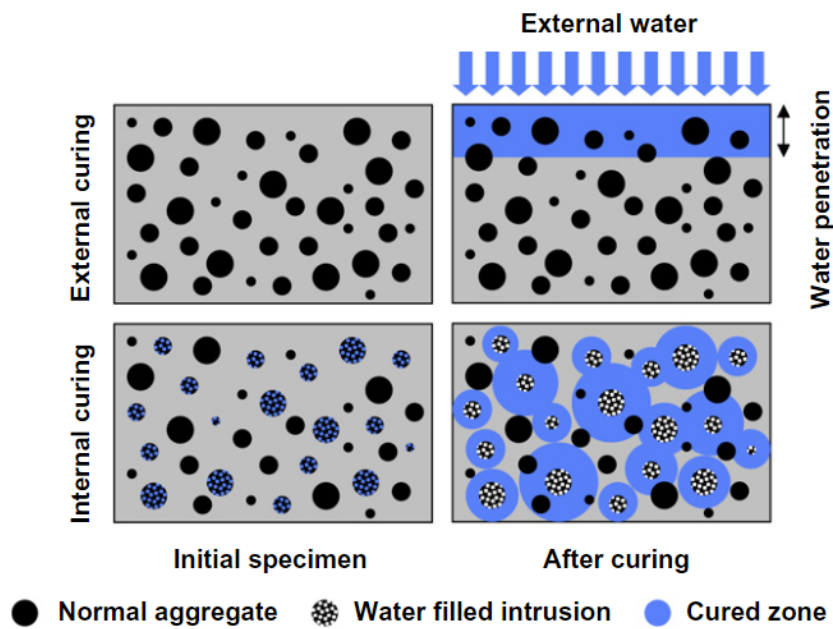 External water
External curing
Water penetration
Internal curing
Initial specimen
After curing
Normal aggregate
Water filled intrusion
Cured zone